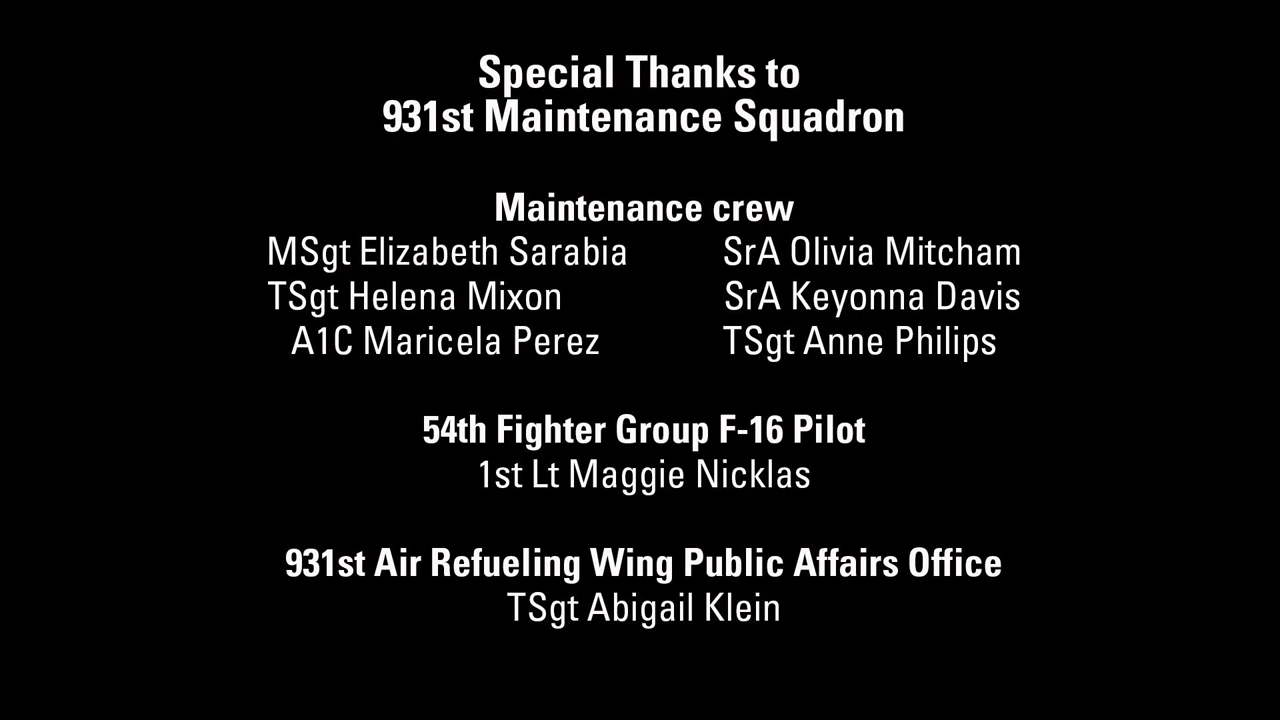 Special Thanks to
931st Maintenance Squadron
Maintenance crew
MSgt Elizabeth Sarabia SrA Olivia Mitcham
TSgt Helena Mixon SrA Keyonna Davis
A1C Maricela Perez TSgt Anne Philips
54th Fighter Group F-16 Pilot
1st Lt Maggie Nicklas
931st Air Refueling Wing Public Affairs Office
TSgt Abigail Klein